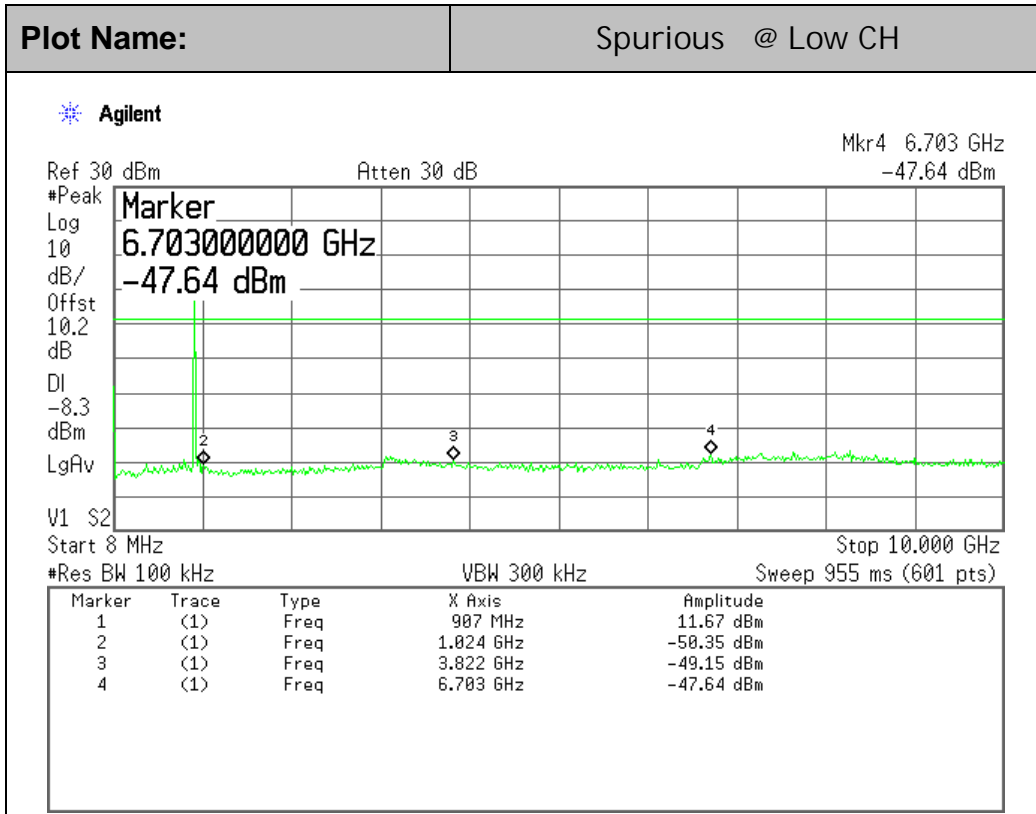 Plot Name: Spurious @ Low CH
Agilent
Mkr4 6.703 GHz
Ref 30 dBm Atten 30 dB -47.64 dBm
#Peak
Log
10
dB/
Offst
10.2
dB
DI
-8.3
dBm
LgAv
V1 S2
Marker
6.703000000 GHz
-47.64 dBm
2
3
4
Start 8 MHz Stop 10.000 GHz
#Res BW 100 kHz VBW 300 kHz Sweep 955 ms (601 pts)
Marker Trace Type X Axis Amplitude
1 (1) Freq 907 MHz 11.67 dBm
2 (1) Freq 1.024 GHz -50.35 dBm
3 (1) Freq 3.822 GHz -49.15 dBm
4 (1) Freq 6.703 GHz -47.64 dBm